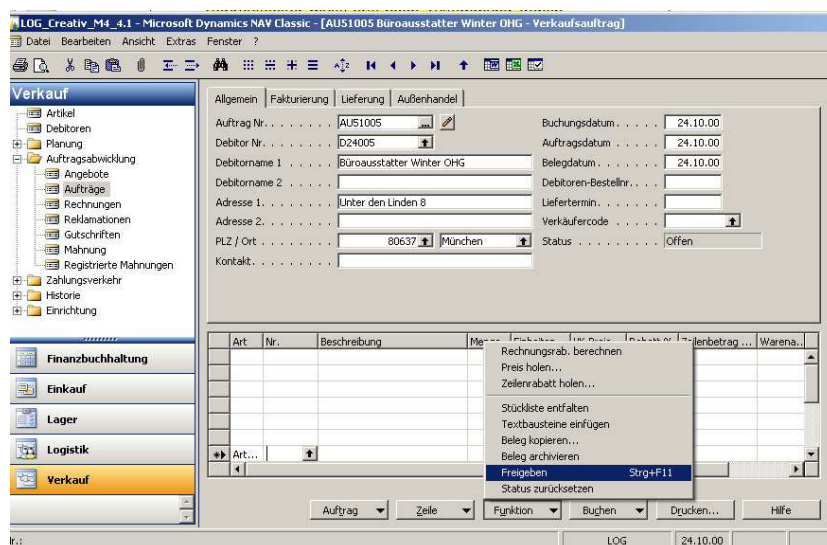 LOG_Creativ_M4_4.1 - Microsoft Dynamics NAV Classic - [AU51005 Büroausstatter Winter OHG - Verkaufsauftrag]
Datei Bearbeiten Ansicht Extras Fenster ?
Verkauf
Artikel
Debitoren
Planung
Auftragsabwicklung
Angebote
Aufträge
Rechnungen
Reklamationen
Gutschriften
Mahnung
Registrierte Mahnungen
Zahlungsverkehr
Historie
Einrichtung
Finanzbuchhaltung
Einkauf
Lager
Logistik
Verkauf
Allgemein Fakturierung Lieferung Außenhandel
Auftrag Nr. . . . . . . . AU51005 ... Buchungsdatum . . . . . 24.10.00
Debitor Nr. . . . . . . . D24005 Auftragsdatum . . . . . 24.10.00
Debitorname 1 . . . . . Büroausstatter Winter OHG Belegdatum . . . . . . . 24.10.00
Debitorname 2 . . . . . Debitoren-Bestellnr. . . .
Adresse 1. . . . . . . . Unter den Linden 8 Liefertermin. . . . . . .
Adresse 2. . . . . . . . Verkäufercode . . . . .
PLZ / Ort . . . . . . . . 80637 München Status . . . . . . . . . Offen
Kontakt. . . . . . . . .
Art Nr. Beschreibung Zeilenbetrag ... Warena...
Art...
Rechnungsrab. berechnen
Preis holen...
Zeilenrabatt holen...
Stückliste entfalten
Textbausteine einfügen
Beleg kopieren...
Beleg archivieren
Freigeben Strg+F11
Status zurücksetzen
Auftrag Zeile Funktion Buchen Drucken... Hilfe
LOG 24.10.00